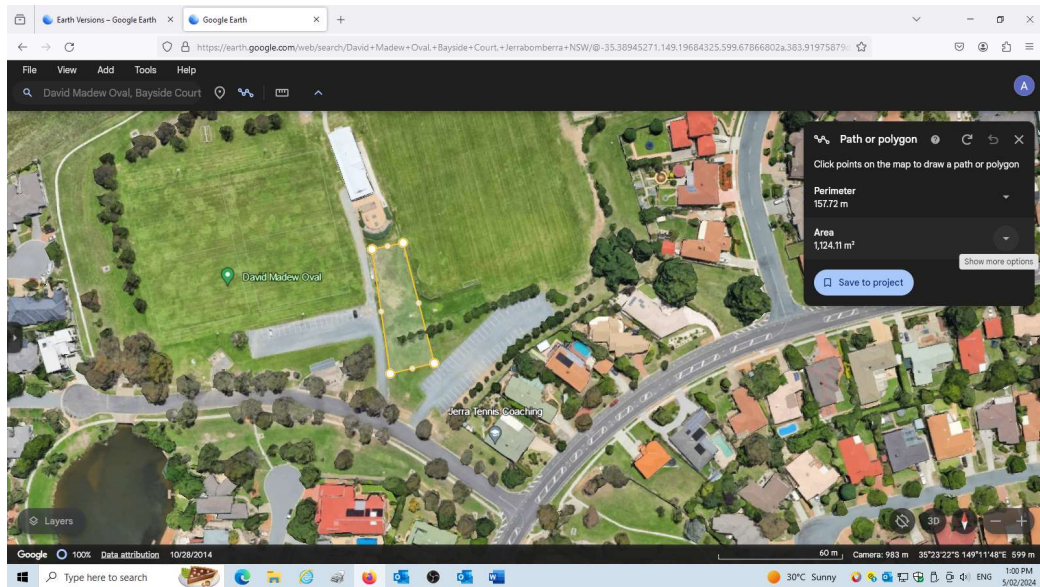 Earth Versions – Google Earth
Google Earth
https://earth.google.com/web/search/David+Madew+Oval,+Bayside+Court,+Jerrabomberra+NSW/@-35.38945271,149.19684325,599.67866802a,383.91975879
File View Add Tools Help
David Madew Oval, Bayside Court
A
Path or polygon
Click points on the map to draw a path or polygon
Perimeter
157.72 m
Area
1,124.11 m²
Show more options
Save to project
David Madew Oval
Jerra Tennis Coaching
Layers
3D
Google 100% Data attribution 10/28/2014
60 m Camera: 983 m 35°23'22"S 149°11'48"E 599 m
Type here to search
30°C Sunny
ENG
1:00 PM
5/02/2024